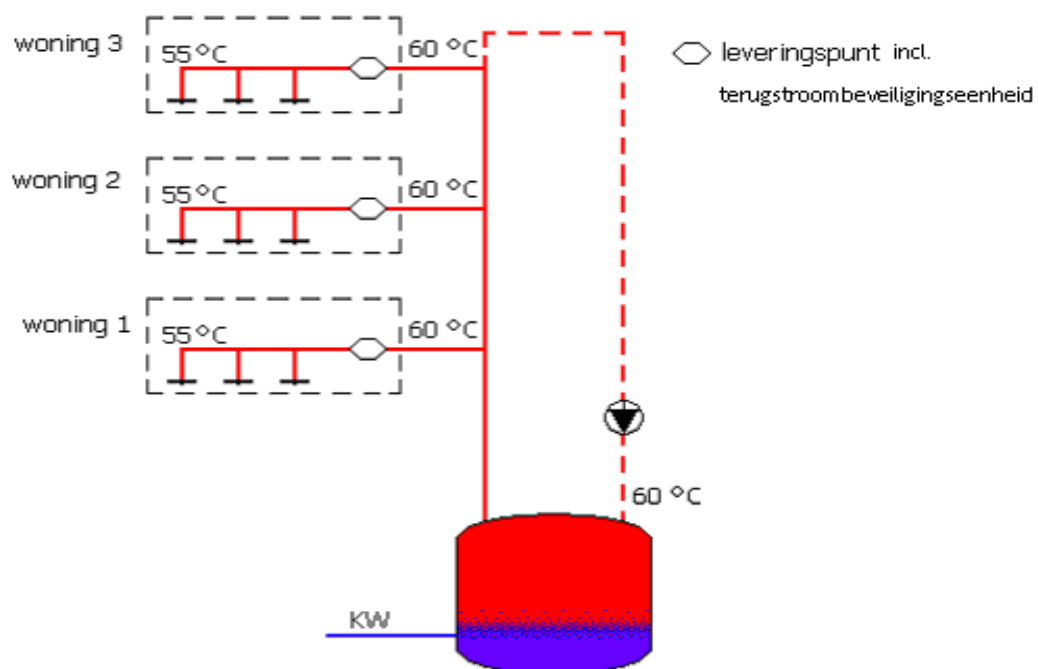 woning 3
55 °C
60 °C
leveringspunt incl.
terugstroombeveiligingseenheid
woning 2
55 °C
60 °C
woning 1
55 °C
60 °C
60 °C
KW